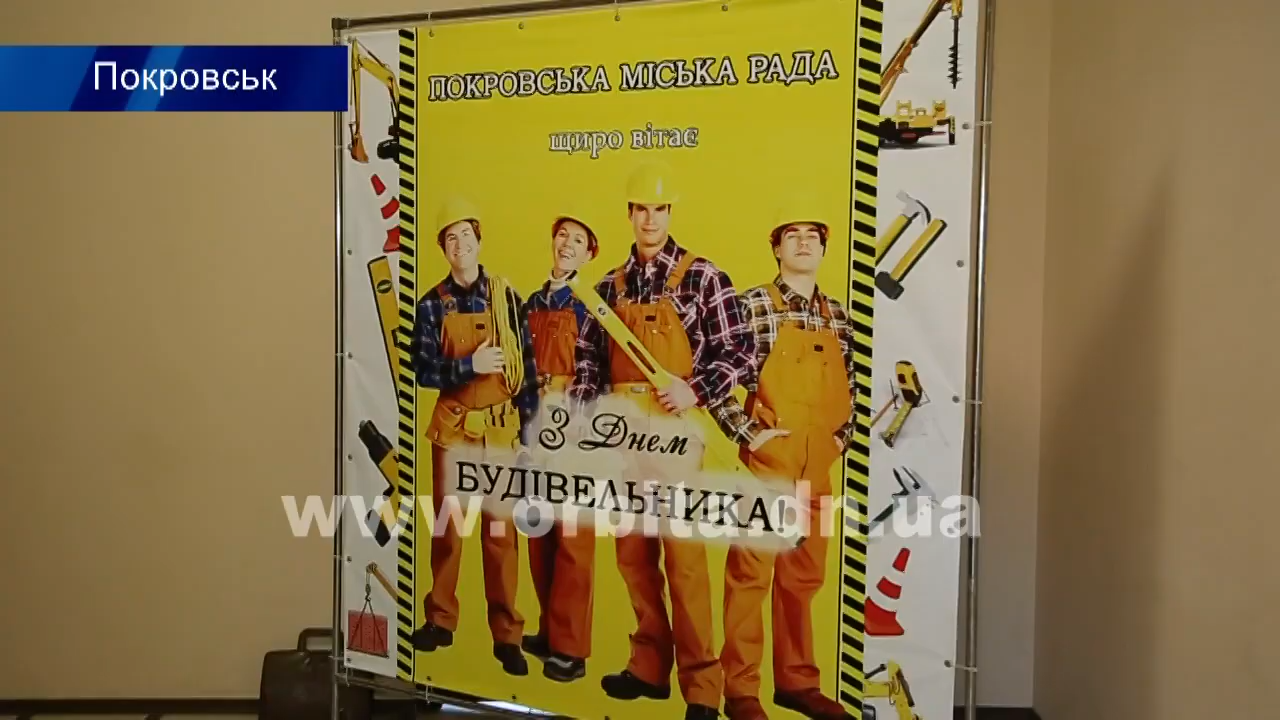 Покровськ
ПОКРОВСЬКА МІСЬКА РАДА
щиро вітає
З Днем
БУДІВЕЛЬНИКА!
www.orbita.dn.ua